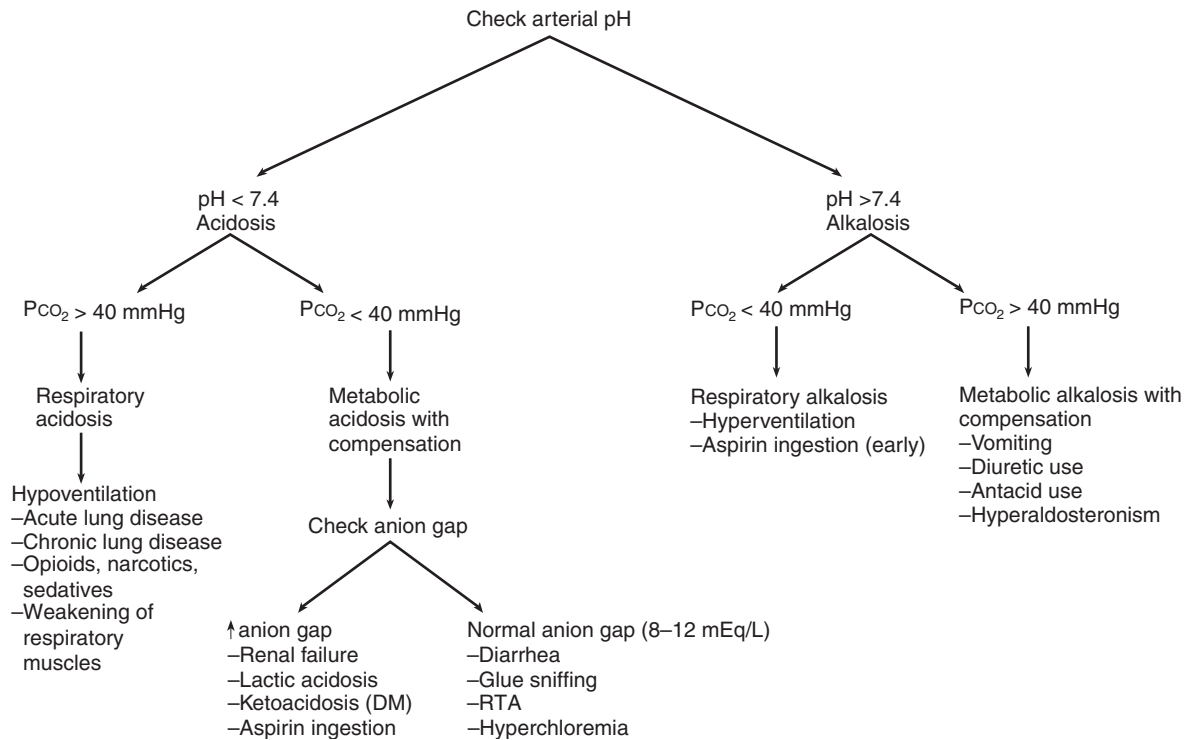 Check arterial pH
pH < 7.4
Acidosis
pH >7.4
Alkalosis
PCO₂ > 40 mmHg
PCO₂ < 40 mmHg
PCO₂ < 40 mmHg
PCO₂ > 40 mmHg
Respiratory
acidosis
Metabolic
acidosis with
compensation
Respiratory alkalosis
–Hyperventilation
–Aspirin ingestion (early)
Metabolic alkalosis with
compensation
–Vomiting
–Diuretic use
–Antacid use
–Hyperaldosteronism
Hypoventilation
–Acute lung disease
–Chronic lung disease
–Opioids, narcotics,
sedatives
–Weakening of
respiratory
muscles
Check anion gap
↑anion gap
–Renal failure
–Lactic acidosis
–Ketoacidosis (DM)
–Aspirin ingestion
Normal anion gap (8–12 mEq/L)
–Diarrhea
–Glue sniffing
–RTA
–Hyperchloremia